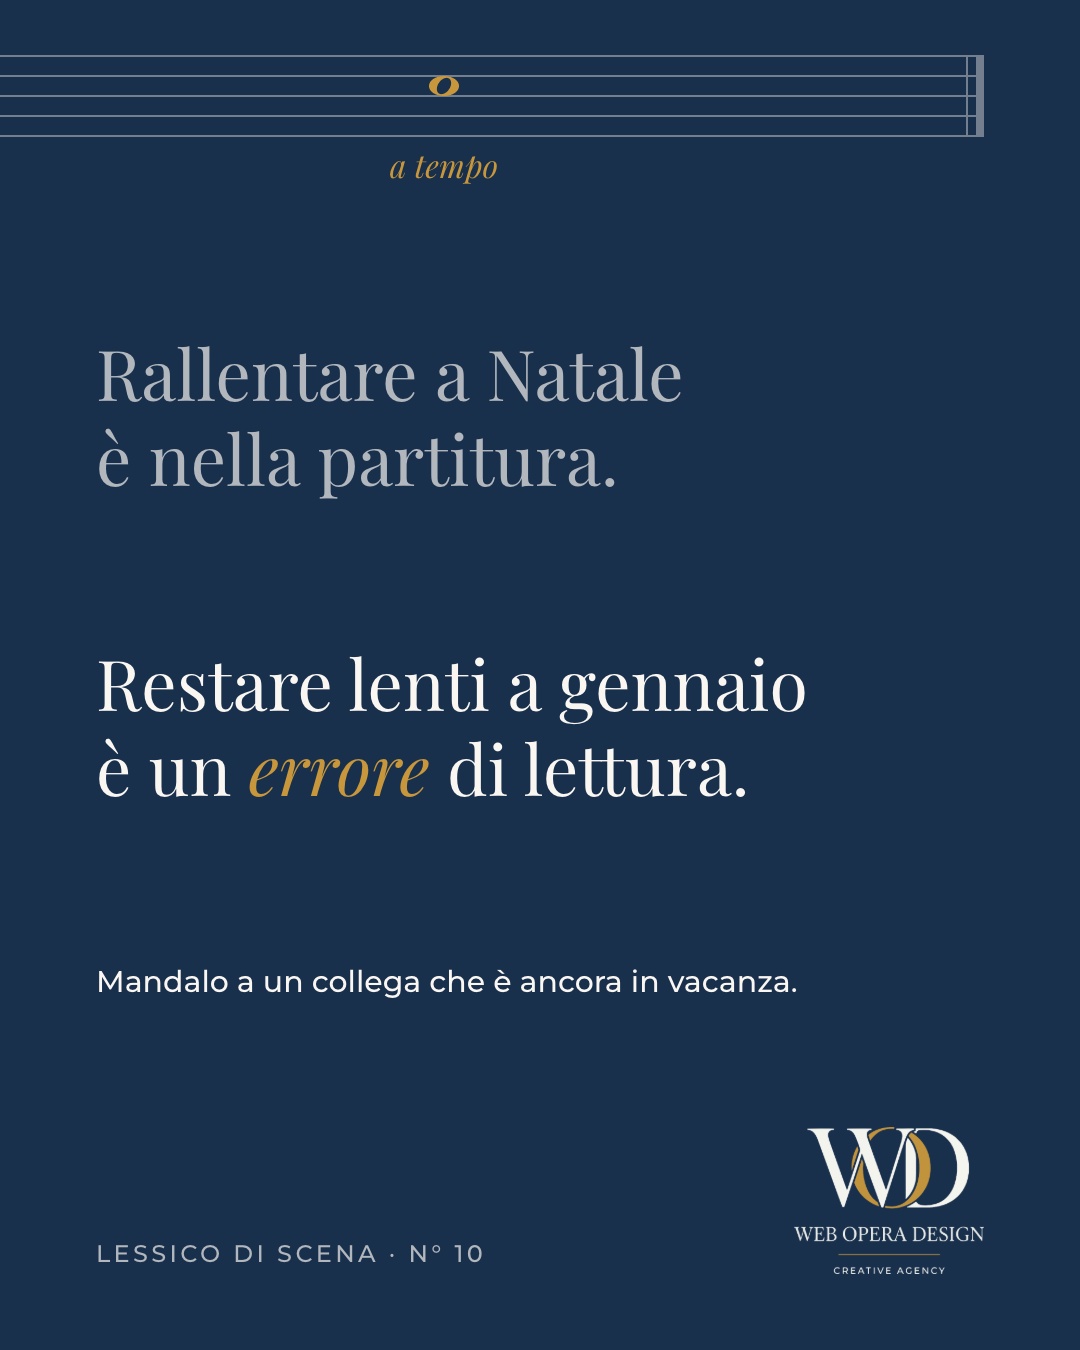 a tempo
Rallentare a Natale
è nella partitura.
Restare lenti a gennaio
è un errore di lettura.
Mandalo a un collega che è ancora in vacanza.
WOD
WEB OPERA DESIGN
CREATIVE AGENCY
LESSICO DI SCENA · N° 10